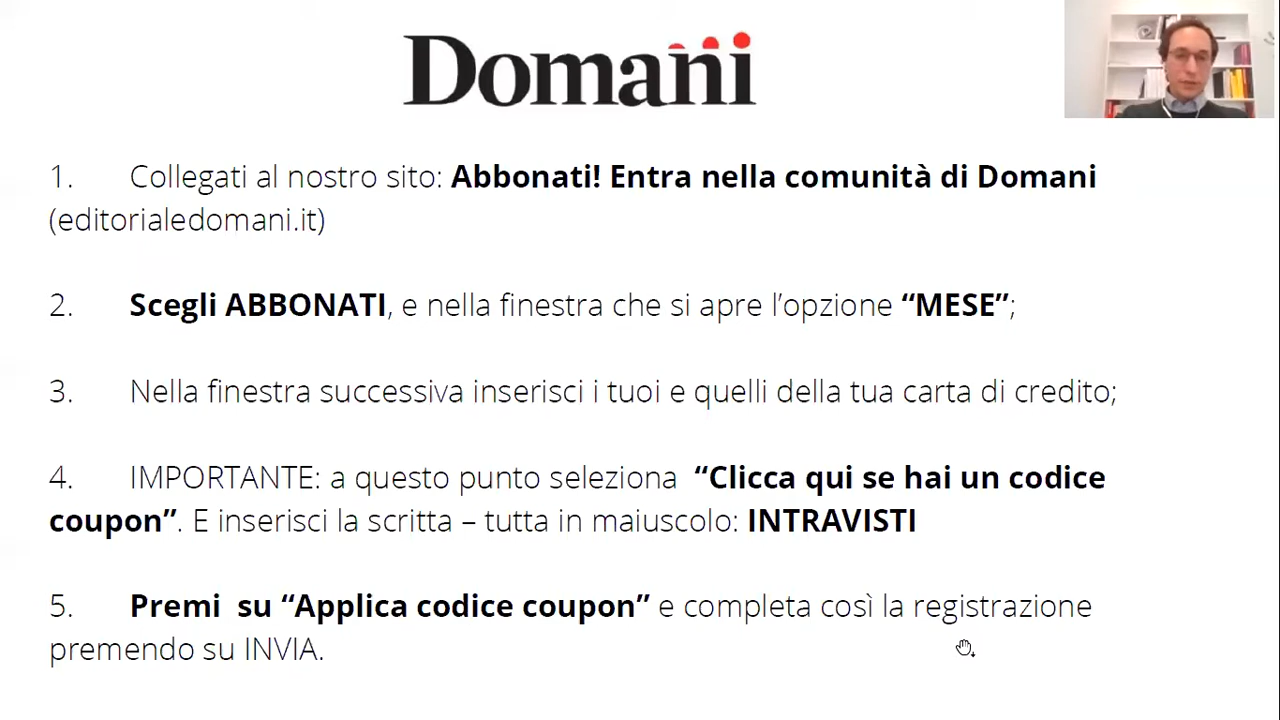 Domani
1. Collegati al nostro sito: Abbonati! Entra nella comunità di Domani
(editorialedomani.it)
2. Scegli ABBONATI, e nella finestra che si apre l’opzione “MESE”;
3. Nella finestra successiva inserisci i tuoi e quelli della tua carta di credito;
4. IMPORTANTE: a questo punto seleziona “Clicca qui se hai un codice
coupon”. E inserisci la scritta – tutta in maiuscolo: INTRAVISTI
5. Premi su “Applica codice coupon” e completa così la registrazione
premendo su INVIA.